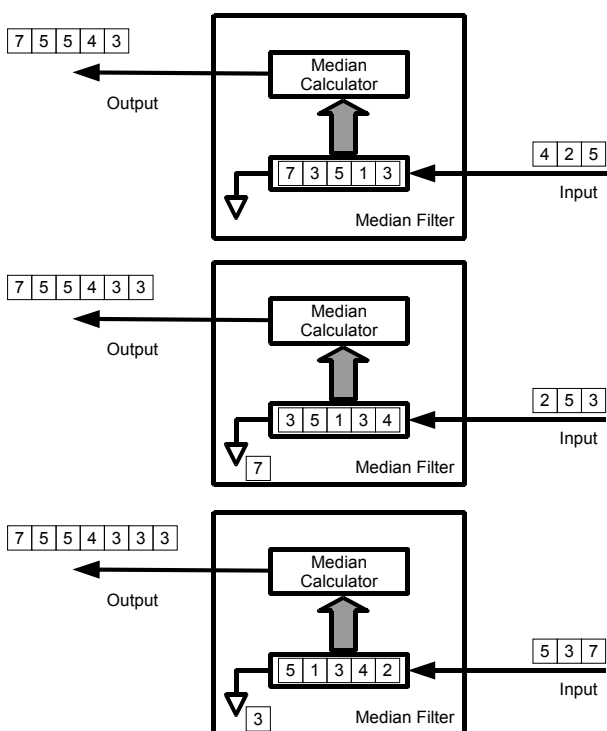 7 5 5 4 3
Median
Calculator
Output
4 2 5
7 3 5 1 3
Input
Median Filter
7 5 5 4 3 3
Median
Calculator
Output
2 5 3
3 5 1 3 4
Input
7
Median Filter
7 5 5 4 3 3 3
Median
Calculator
Output
5 3 7
5 1 3 4 2
Input
3
Median Filter